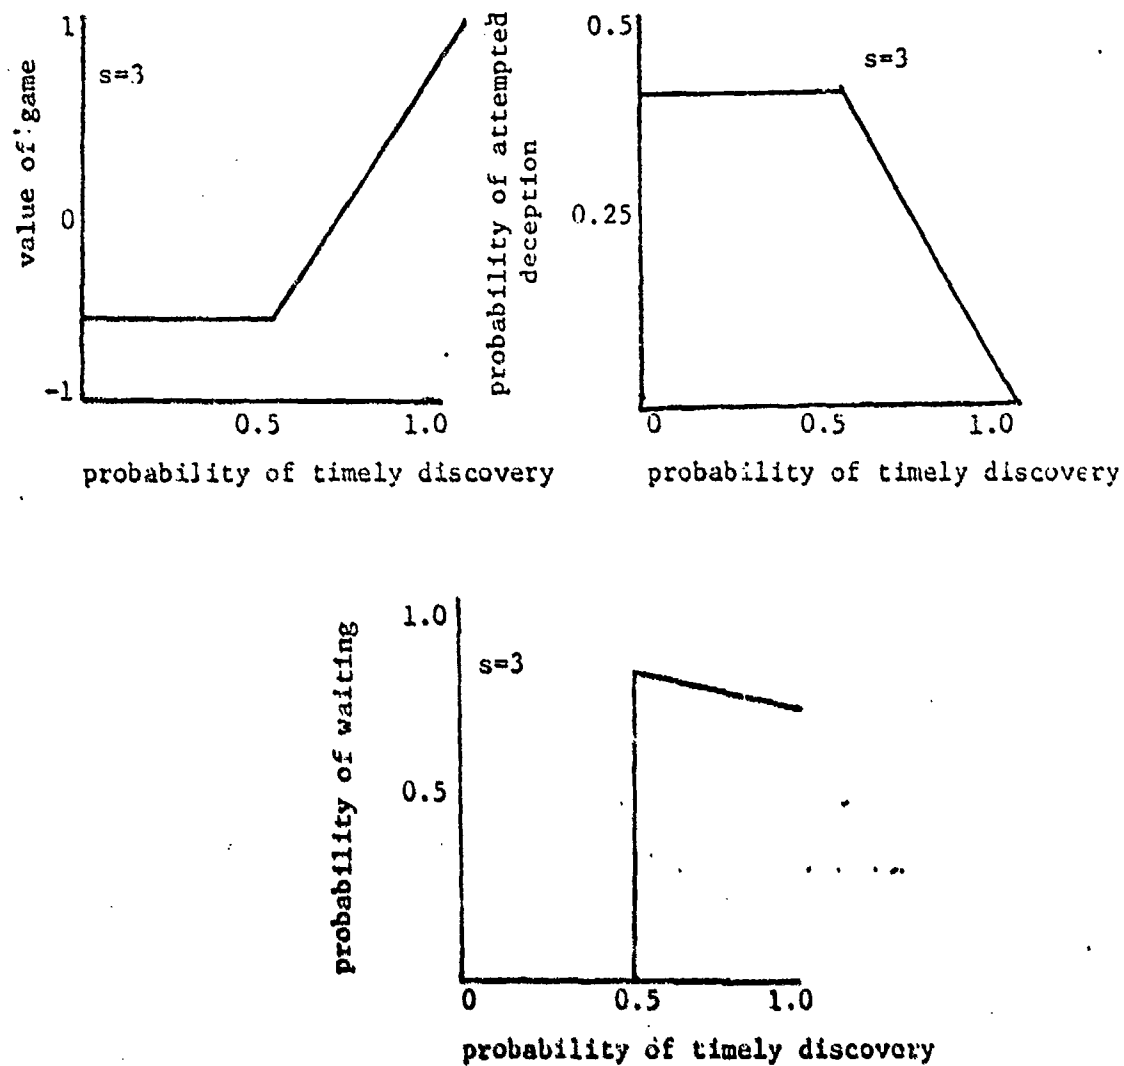 value of game
1
s=3
0
-1
0.5 1.0
probability of timely discovery
probability of attempted
deception
0.5
s=3
0.25
0 0.5 1.0
probability of timely discovery
probability of waiting
1.0
s=3
0.5
0 0.5 1.0
probability of timely discovery